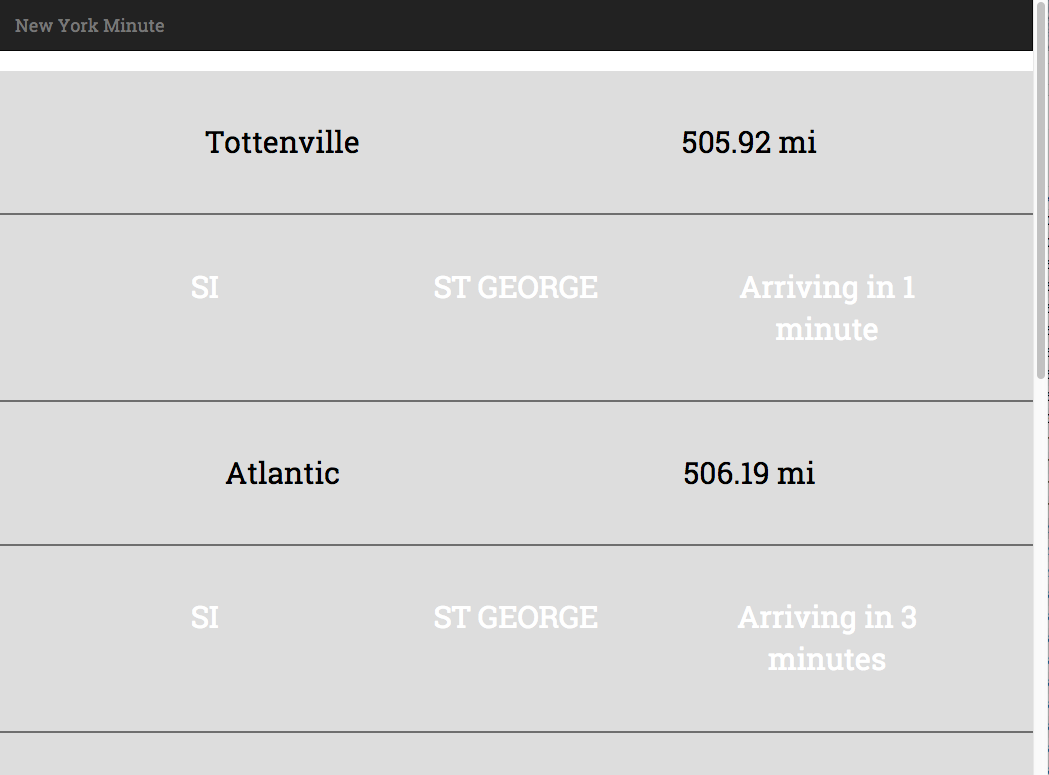 New York Minute
Tottenville 505.92 mi
SI ST GEORGE Arriving in 1
minute
Atlantic 506.19 mi
SI ST GEORGE Arriving in 3
minutes